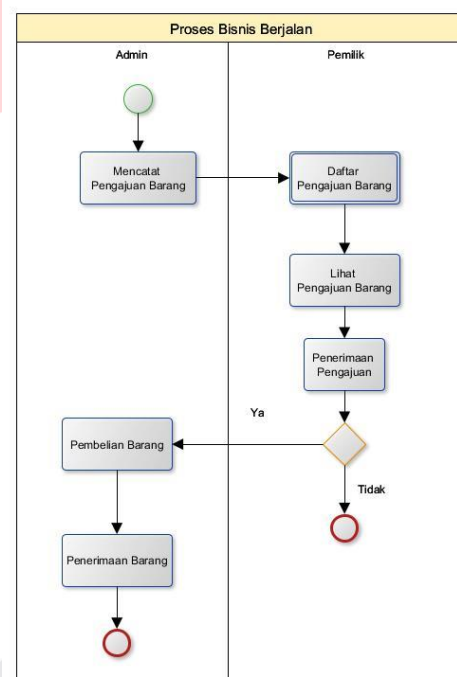 Proses Bisnis Berjalan
Admin
Pemilik
Mencatat
Pengajuan Barang
Daftar
Pengajuan Barang
Lihat
Pengajuan Barang
Penerimaan
Pengajuan
Ya
Pembelian Barang
Tidak
Penerimaan Barang